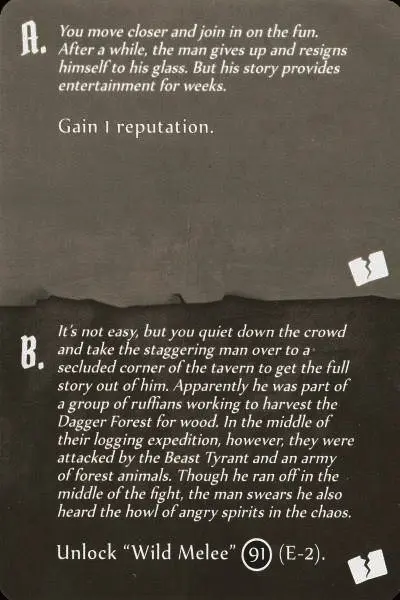 A.
You move closer and join in on the fun.
After a while, the man gives up and resigns
himself to his glass. But his story provides
entertainment for weeks.
Gain 1 reputation.
B.
It's not easy, but you quiet down the crowd
and take the staggering man over to a
secluded corner of the tavern to get the full
story out of him. Apparently he was part of
a group of ruffians working to harvest the
Dagger Forest for wood. In the middle of
their logging expedition, however, they were
attacked by the Beast Tyrant and an army
of forest animals. Though he ran off in the
middle of the fight, the man swears he also
heard the howl of angry spirits in the chaos.
Unlock “Wild Melee” 91 (E-2).